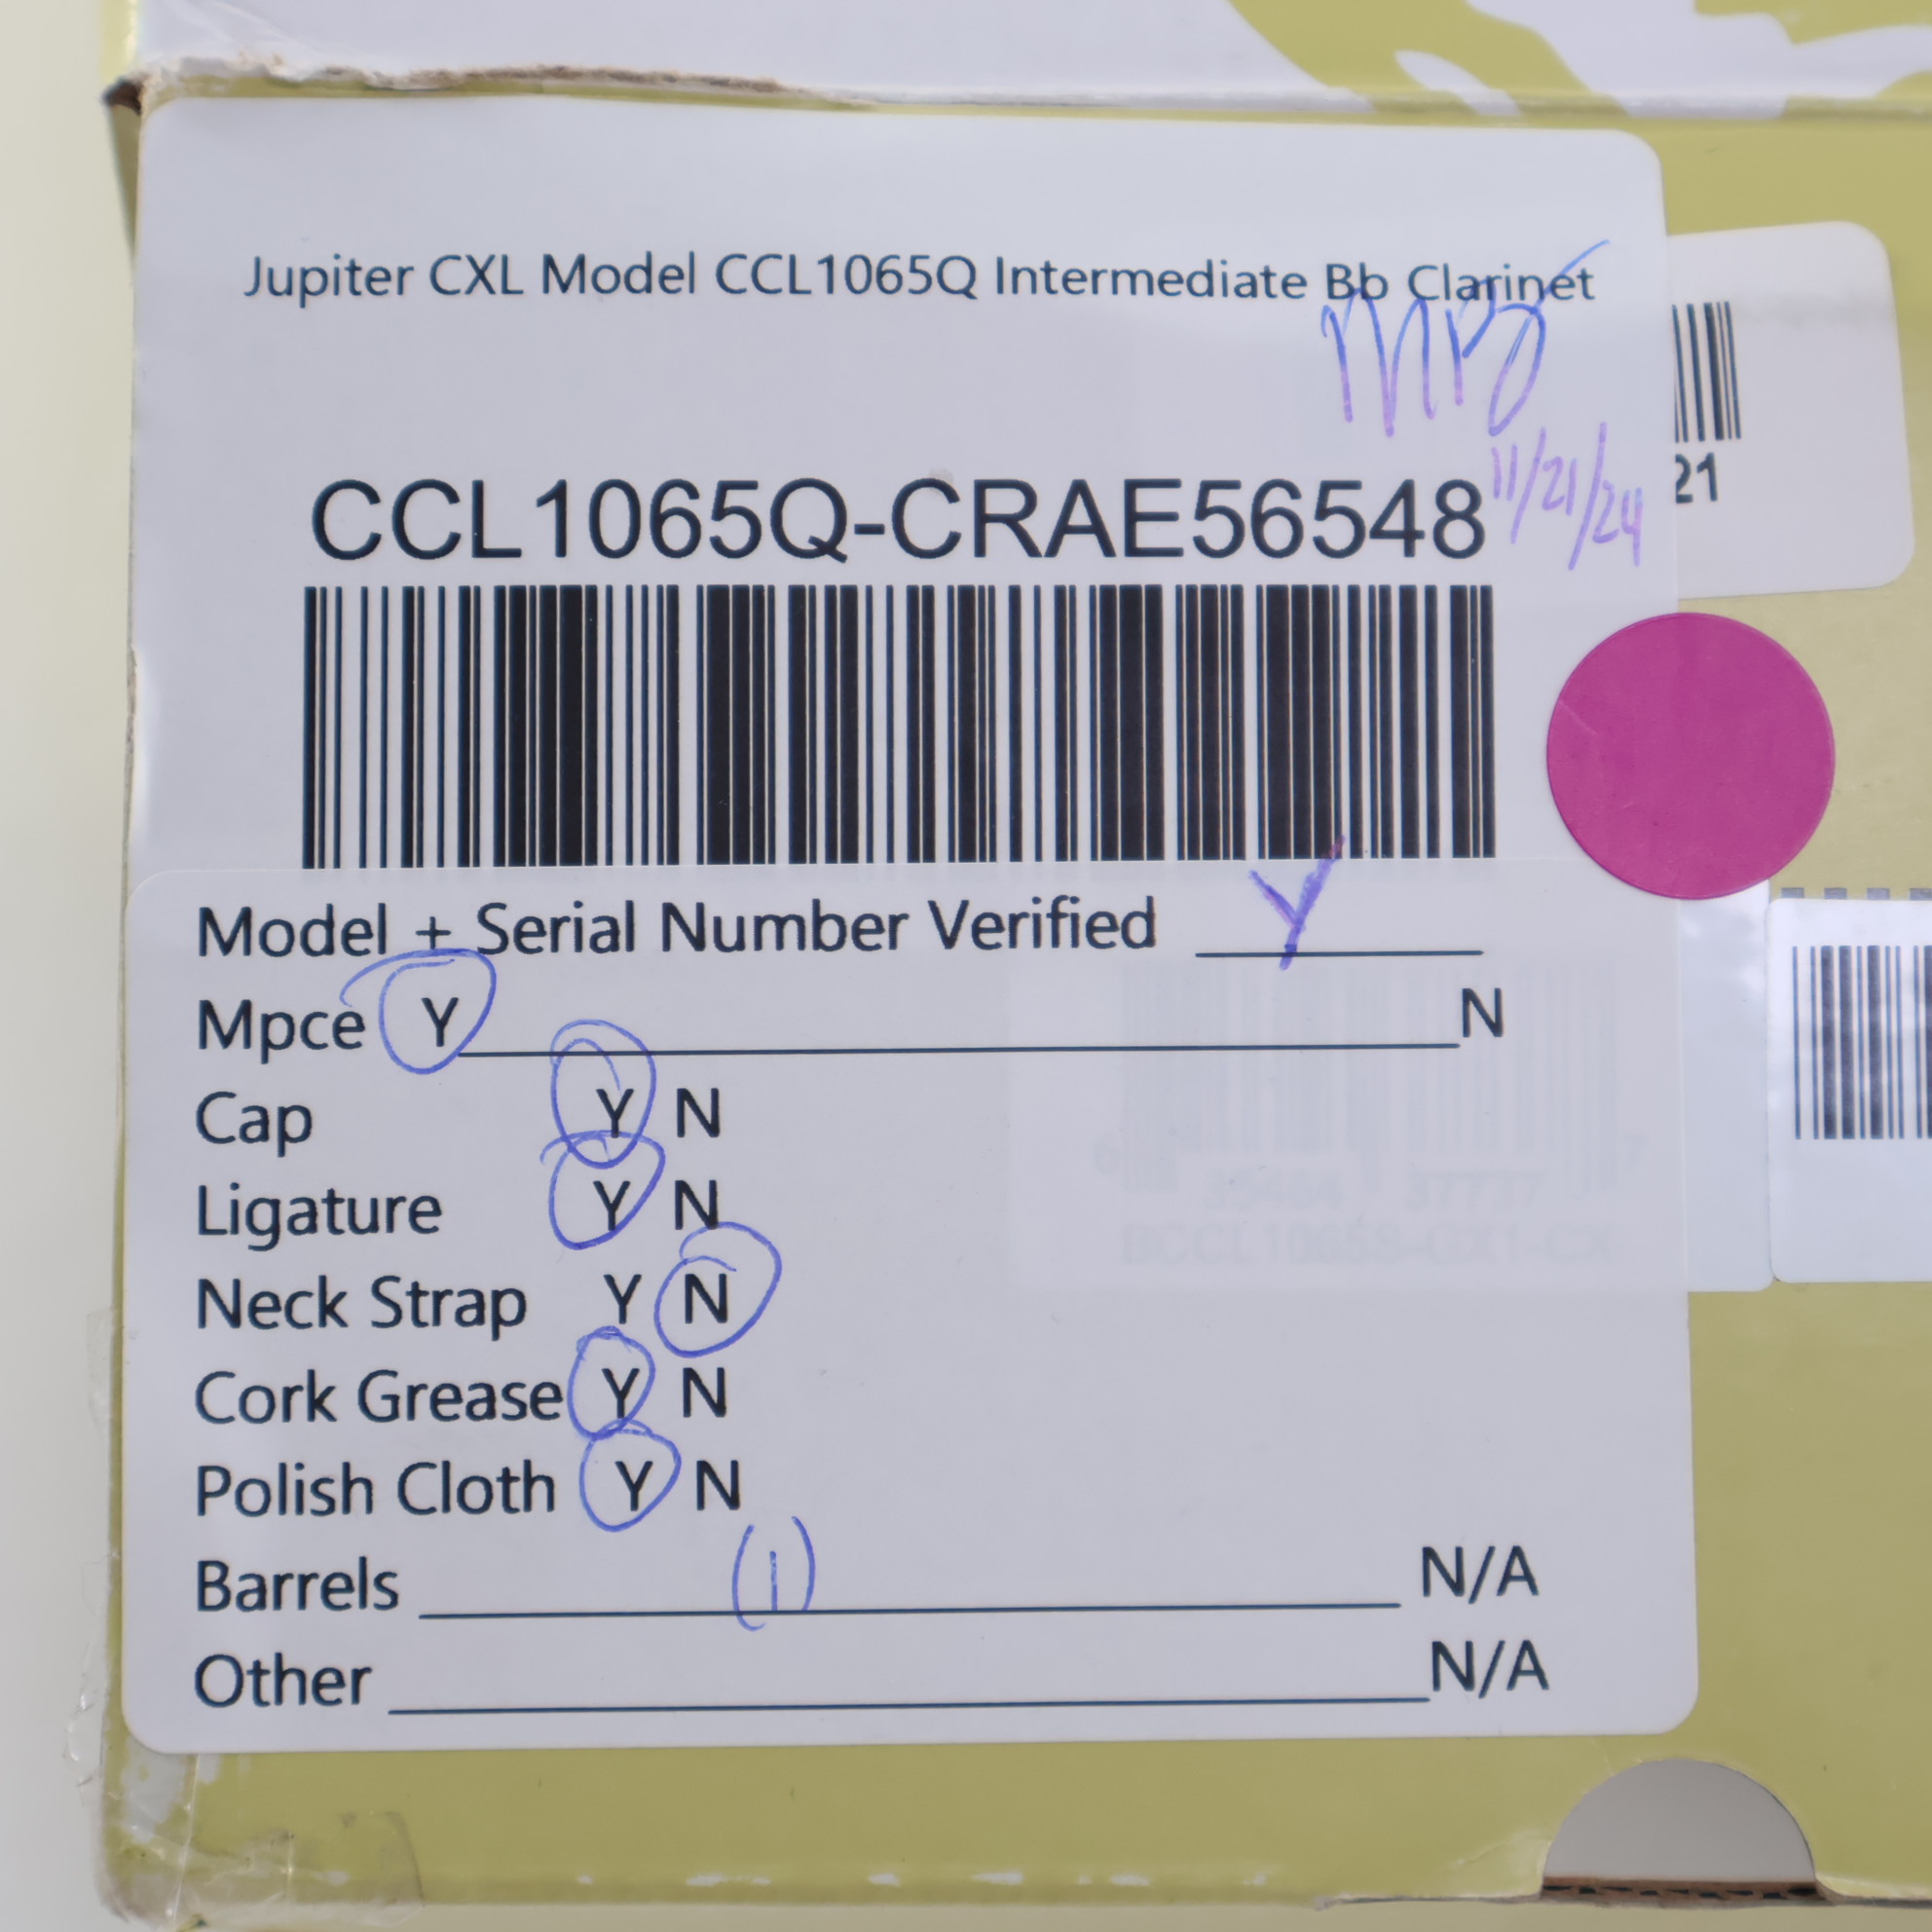 Jupiter CXL Model CCL1065Q Intermediate Bb Clarinet
MB
11/21/24
CCL1065Q-CRAE56548
21
Model + Serial Number Verified Y
Mpce Y N
Cap Y N
Ligature Y N
Neck Strap Y N
Cork Grease Y N
Polish Cloth Y N
Barrels (1) N/A
Other N/A